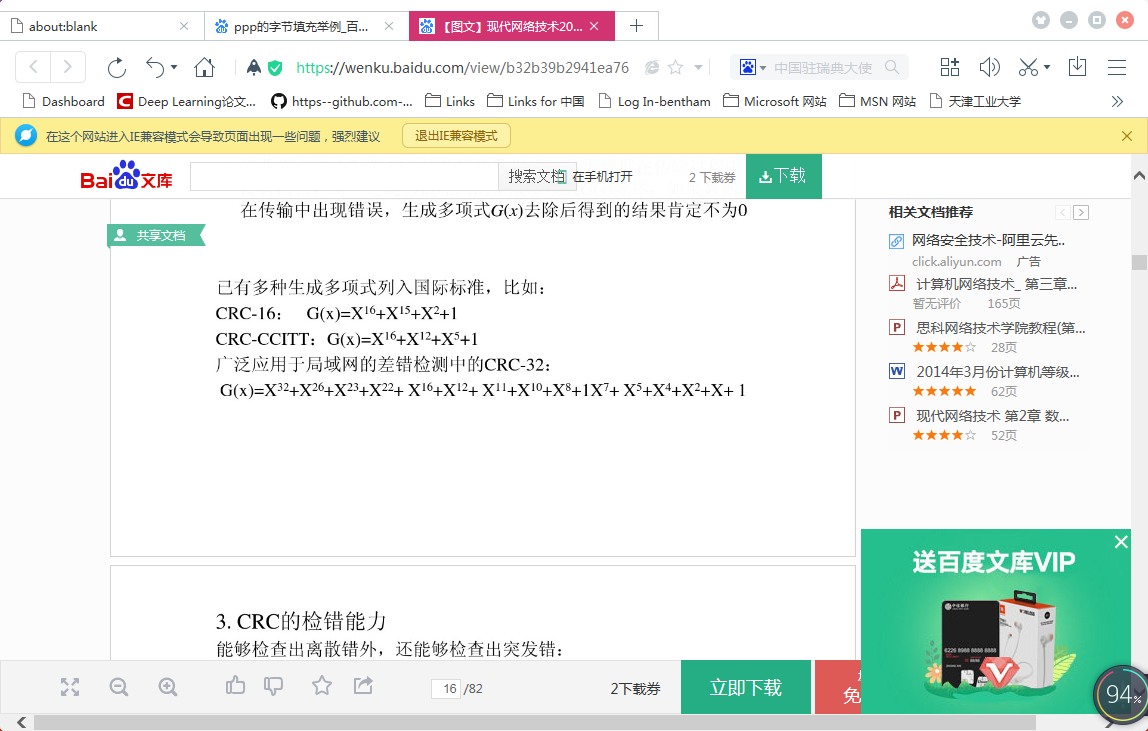 about:blank
ppp的字节填充举例_百...
【图文】现代网络技术20...
https://wenku.baidu.com/view/b32b39b2941ea76
中国驻瑞典大使
Dashboard
Deep Learning论文...
https--github.com-...
Links
Links for 中国
Log In-bentham
Microsoft 网站
MSN 网站
天津工业大学
在这个网站进入IE兼容模式会导致页面出现一些问题，强烈建议
退出IE兼容模式
Bai du 文库
搜索文档
在手机打开
2 下载券
下载
在传输中出现错误，生成多项式G(x)去除后得到的结果肯定不为0
共享文档
已有多种生成多项式列入国际标准，比如：
CRC-16： G(x)=X¹⁶+X¹⁵+X²+1
CRC-CCITT：G(x)=X¹⁶+X¹²+X⁵+1
广泛应用于局域网的差错检测中的CRC-32：
G(x)=X³²+X²⁶+X²³+X²²+ X¹⁶+X¹²+ X¹¹+X¹⁰+X⁸+1X⁷+ X⁵+X⁴+X²+X+ 1
3. CRC的检错能力
能够检查出离散错外，还能够检查出突发错：
相关文档推荐
网络安全技术-阿里云先..
click.aliyun.com 广告
计算机网络技术_ 第三章...
暂无评价 165页
思科网络技术学院教程(第...
28页
2014年3月份计算机等级...
62页
现代网络技术 第2章 数...
52页
送百度文库VIP
中信银行
6226 8988 8888 8888
16 /82
2下载券
立即下载
免
94%